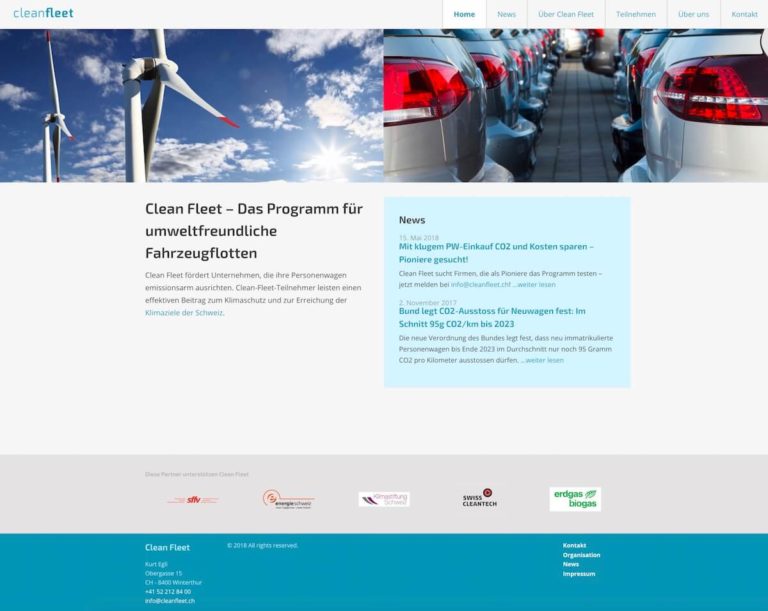 cleanfleet
Home
News
Über Clean Fleet
Teilnehmen
Über uns
Kontakt
Clean Fleet – Das Programm für
umweltfreundliche
Fahrzeugflotten
Clean Fleet fördert Unternehmen, die ihre Personenwagen
emissionsarm ausrichten. Clean-Fleet-Teilnehmer leisten einen
effektiven Beitrag zum Klimaschutz und zur Erreichung der
Klimaziele der Schweiz.
News
15. Mai 2018
Mit klugem PW-Einkauf CO2 und Kosten sparen –
Pioniere gesucht!
Clean Fleet sucht Firmen, die als Pioniere das Programm testen –
jetzt melden bei info@cleanfleet.ch! ...weiter lesen
2. November 2017
Bund legt CO2-Ausstoss für Neuwagen fest: Im
Schnitt 95g CO2/km bis 2023
Die neue Verordnung des Bundes legt fest, dass neu immatrikulierte
Personenwagen bis Ende 2023 im Durchschnitt nur noch 95 Gramm
CO2 pro Kilometer ausstossen dürfen. ...weiter lesen
Diese Partner unterstützen Clean Fleet
sffv
energieschweiz
Klimastiftung
Schweiz
SWISS
CLEANTECH
erdgas
biogas
Clean Fleet
Kurt Egli
Obergasse 15
CH - 8400 Winterthur
+41 52 212 84 00
info@cleanfleet.ch
© 2018 All rights reserved.
Kontakt
Organisation
News
Impressum